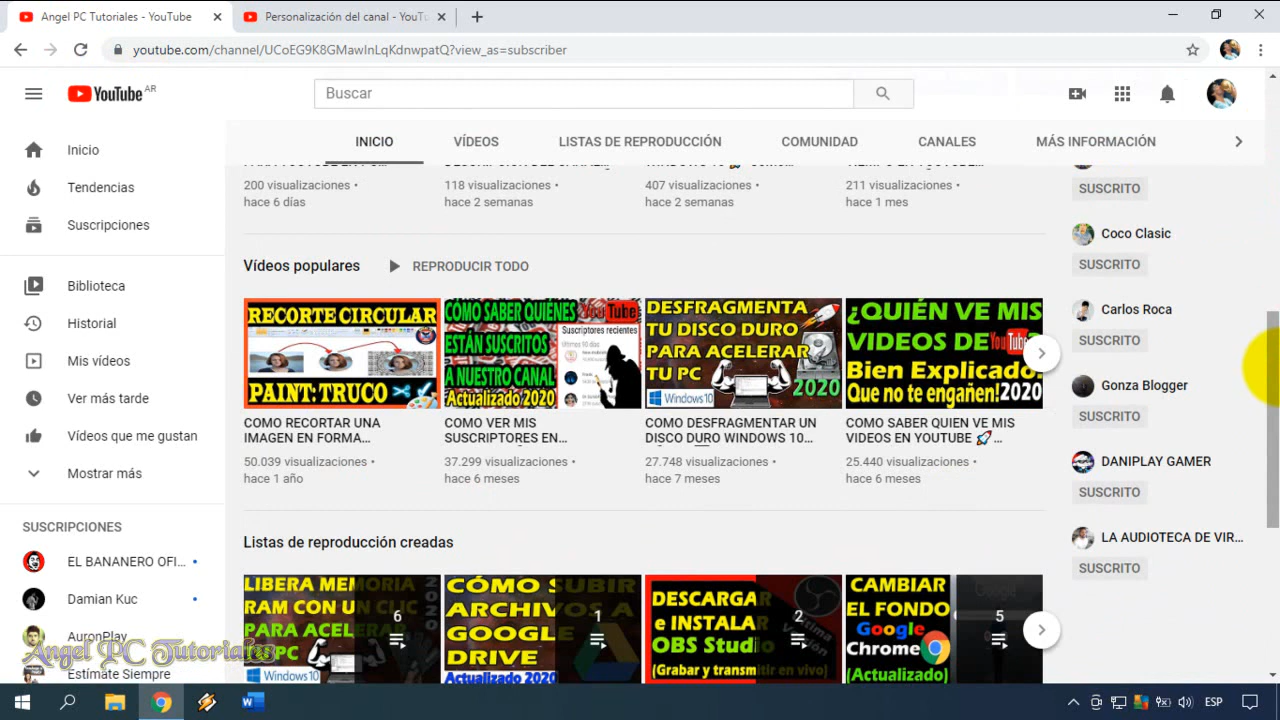 Angel PC Tutoriales - YouTube
Personalización del canal - YouTu
youtube.com/channel/UCoEG9K8GMawInLqKdnwpatQ?view_as=subscriber
YouTube AR
Buscar
INICIO
VÍDEOS
LISTAS DE REPRODUCCIÓN
COMUNIDAD
CANALES
MÁS INFORMACIÓN
Inicio
Tendencias
Suscripciones
Biblioteca
Historial
Mis vídeos
Ver más tarde
Vídeos que me gustan
Mostrar más
SUSCRIPCIONES
EL BANANERO OFI...
Damian Kuc
AuronPlay
Estímate Siempre
Angel PC Tutoriales
200 visualizaciones •
hace 6 días
118 visualizaciones •
hace 2 semanas
407 visualizaciones •
hace 2 semanas
211 visualizaciones •
hace 1 mes
Vídeos populares
REPRODUCIR TODO
RECORTE CIRCULAR
PAINT: TRUCO
COMO RECORTAR UNA
IMAGEN EN FORMA...
50.039 visualizaciones •
hace 1 año
COMO SABER QUIÉNES
ESTÁN SUSCRITOS
A NUESTRO CANAL
Actualizado 2020
YouTube
Suscriptores recientes
COMO VER MIS
SUSCRIPTORES EN...
37.299 visualizaciones •
hace 6 meses
DESFRAGMENTA
TU DISCO DURO
PARA ACELERAR
TU PC
2020
Windows10
COMO DESFRAGMENTAR UN
DISCO DURO WINDOWS 10...
27.748 visualizaciones •
hace 7 meses
¿QUIÉN VE MIS
VIDEOS DE YouTube
Bien Explicado
Que no te engañen! 2020
COMO SABER QUIEN VE MIS
VIDEOS EN YOUTUBE 🚀...
25.440 visualizaciones •
hace 6 meses
Listas de reproducción creadas
LIBERA MEMORIA
RAM CON UN CLIC
PARA ACELERAR
PC
Windows10
2020
6
CÓMO SUBIR
ARCHIVOS A
GOOGLE
DRIVE
Actualizado 2020
1
DESCARGAR
e INSTALAR
OBS Studio
(Grabar y transmitir en vivo)
2
CAMBIAR
EL FONDO
Google
Chrome
(Actualizado)
Google
5
SUSCRITO
Coco Clasic
SUSCRITO
Carlos Roca
SUSCRITO
Gonza Blogger
SUSCRITO
DANIPLAY GAMER
SUSCRITO
LA AUDIOTECA DE VIR...
SUSCRITO
ESP